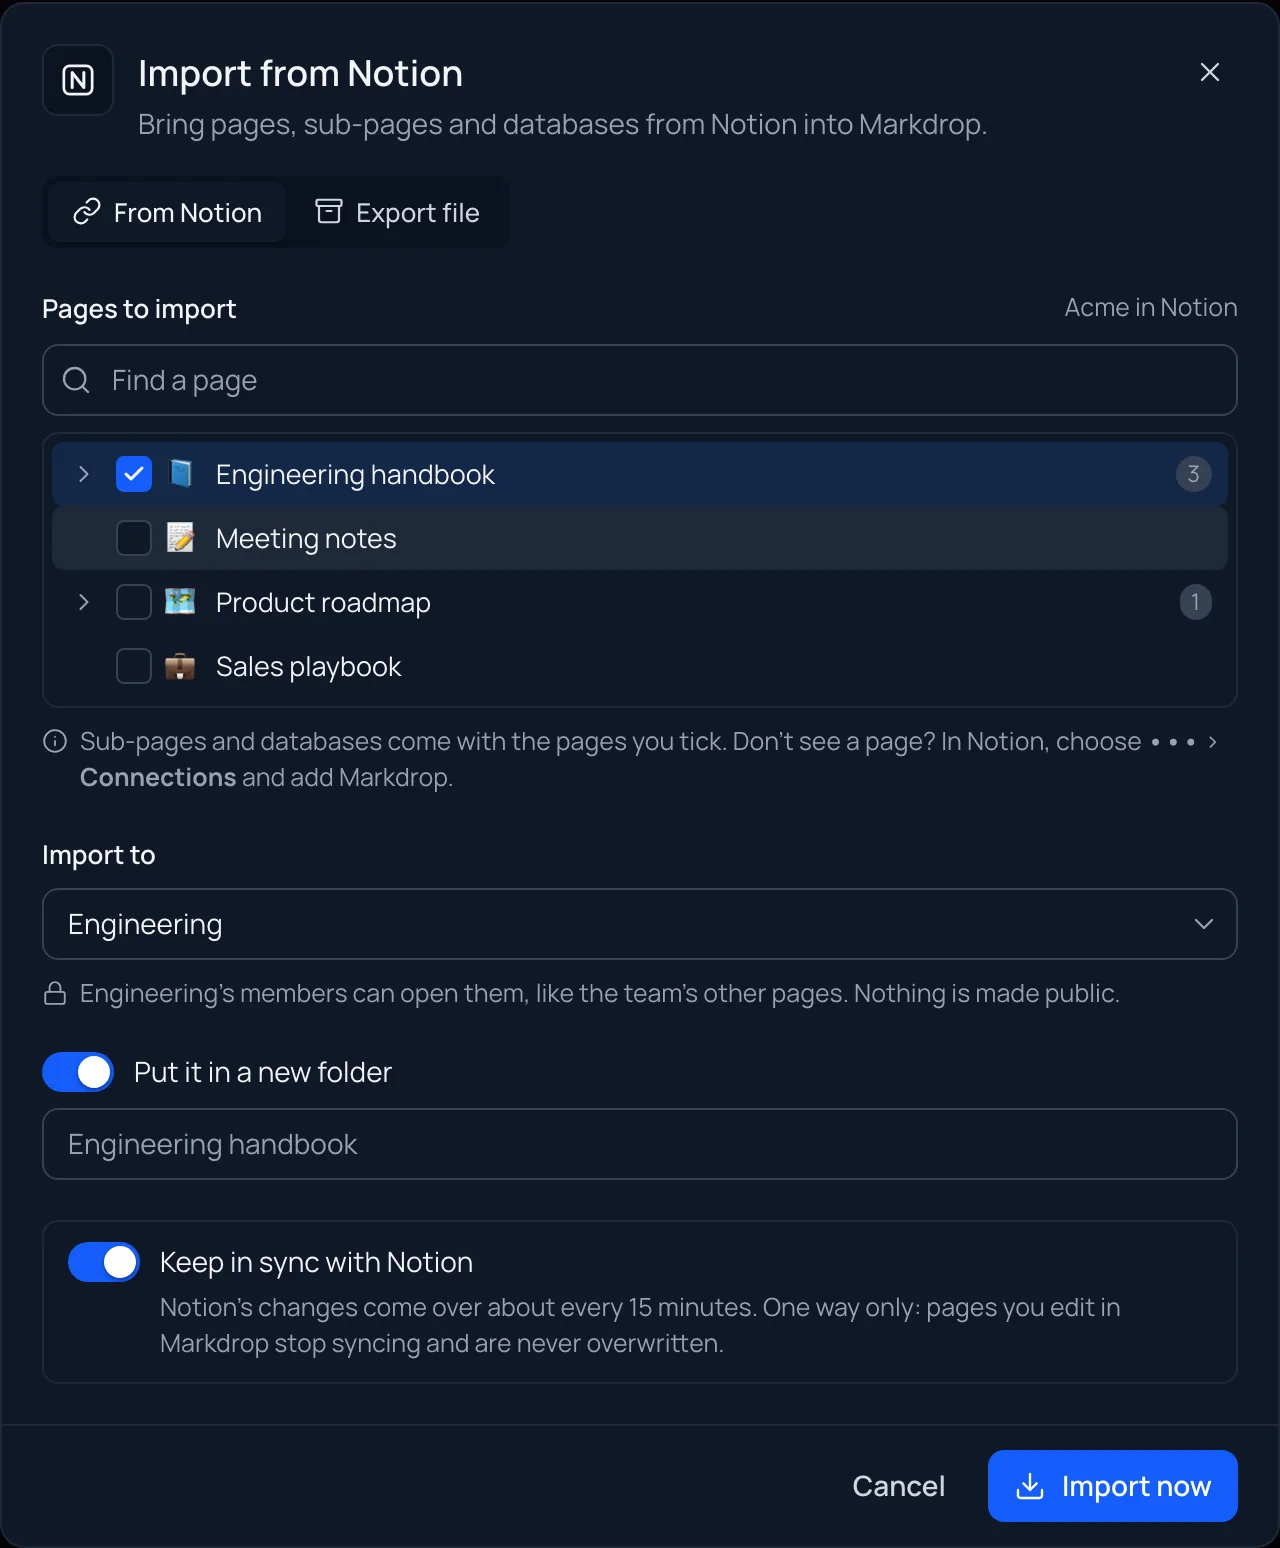 Import from Notion
Bring pages, sub-pages and databases from Notion into Markdrop.
From Notion
Export file
Pages to import
Acme in Notion
Find a page
Engineering handbook
3
Meeting notes
Product roadmap
1
Sales playbook
Sub-pages and databases come with the pages you tick. Don’t see a page? In Notion, choose ••• ›
Connections and add Markdrop.
Import to
Engineering
Engineering’s members can open them, like the team’s other pages. Nothing is made public.
Put it in a new folder
Engineering handbook
Keep in sync with Notion
Notion’s changes come over about every 15 minutes. One way only: pages you edit in
Markdrop stop syncing and are never overwritten.
Cancel
Import now